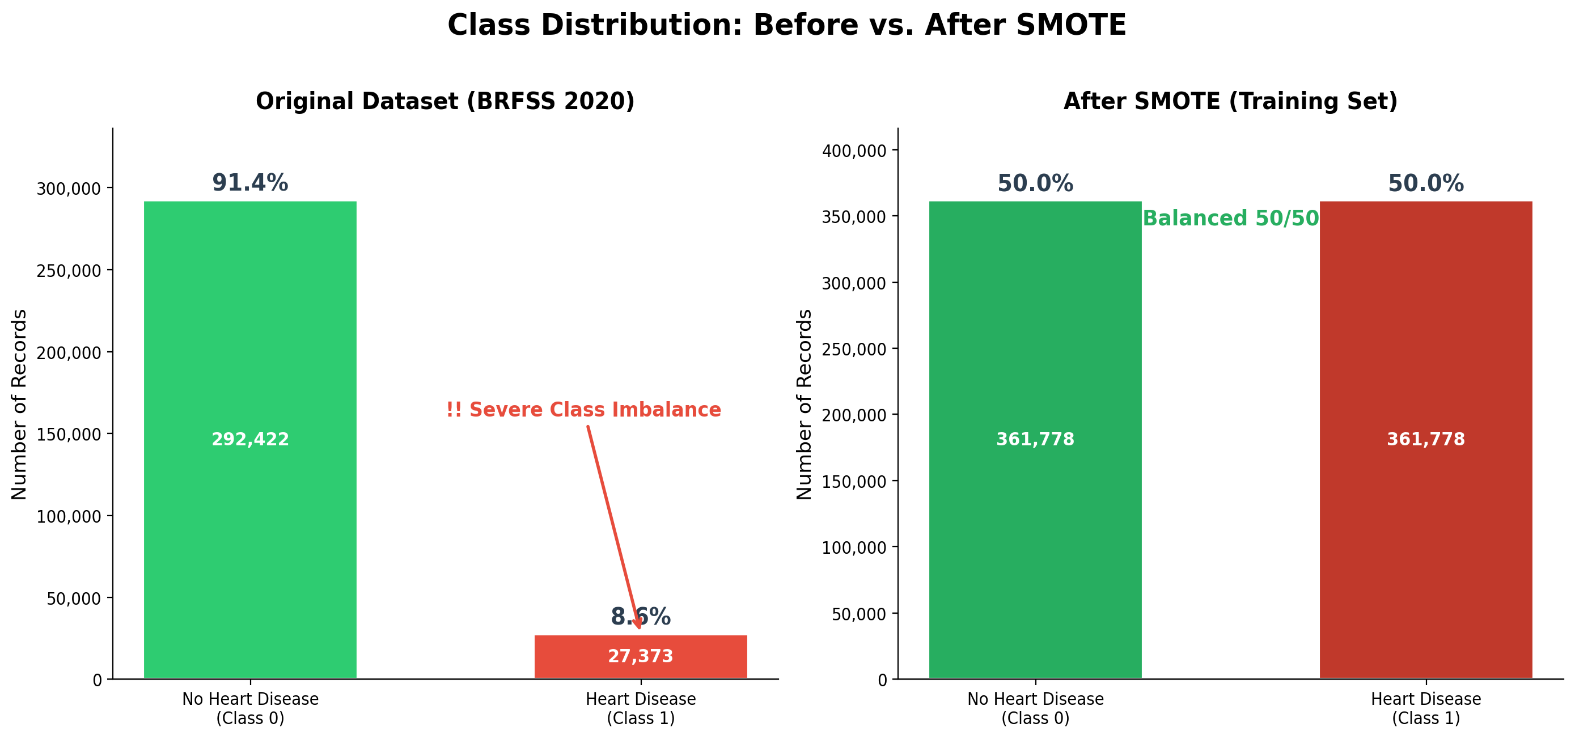 Class Distribution: Before vs. After SMOTE
Original Dataset (BRFSS 2020)
Number of Records
300,000
250,000
200,000
150,000
100,000
50,000
0
91.4%
292,422
!! Severe Class Imbalance
8.6%
27,373
No Heart Disease
(Class 0)
Heart Disease
(Class 1)
After SMOTE (Training Set)
Number of Records
400,000
350,000
300,000
250,000
200,000
150,000
100,000
50,000
0
50.0%
50.0%
Balanced 50/50
361,778
361,778
No Heart Disease
(Class 0)
Heart Disease
(Class 1)